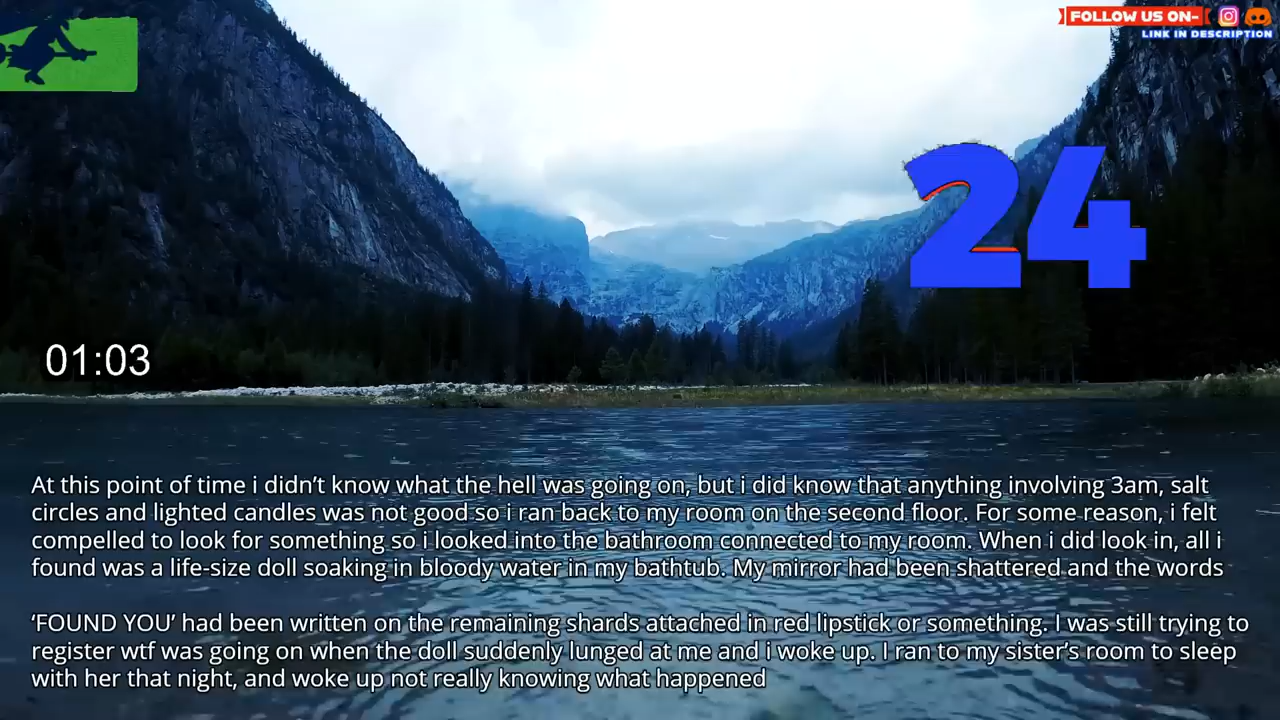 FOLLOW US ON-
LINK IN DESCRIPTION
24
01:03
At this point of time i didn’t know what the hell was going on, but i did know that anything involving 3am, salt
circles and lighted candles was not good so i ran back to my room on the second floor. For some reason, i felt
compelled to look for something so i looked into the bathroom connected to my room. When i did look in, all i
found was a life-size doll soaking in bloody water in my bathtub. My mirror had been shattered and the words
‘FOUND YOU’ had been written on the remaining shards attached in red lipstick or something. I was still trying to
register wtf was going on when the doll suddenly lunged at me and i woke up. I ran to my sister’s room to sleep
with her that night, and woke up not really knowing what happened